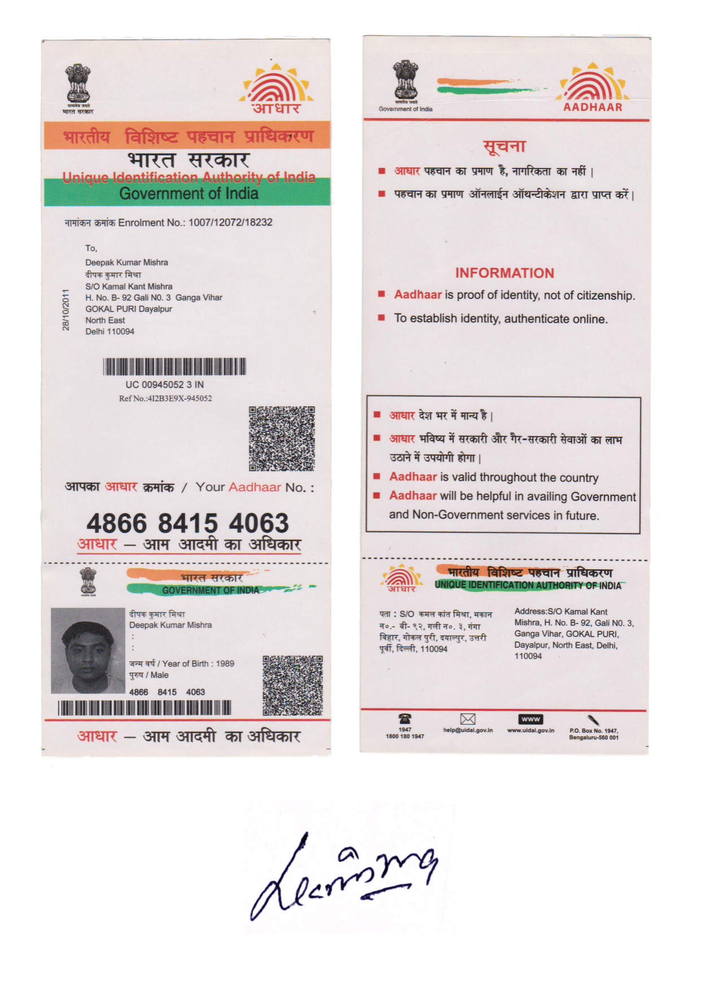 सत्यमेव जयते
भारत सरकार
आधार
भारतीय विशिष्ट पहचान प्राधिकरण
भारत सरकार
Unique Identification Authority of India
Government of India
नामांकन क्रमांक Enrolment No.: 1007/12072/18232
To,
Deepak Kumar Mishra
दीपक कुमार मिश्रा
S/O Kamal Kant Mishra
H. No. B- 92 Gali N0. 3 Ganga Vihar
GOKAL PURI Dayalpur
North East
Delhi 110094
28/10/2011
UC 00945052 3 IN
Ref No.:4I2B3E9X-945052
आपका आधार क्रमांक / Your Aadhaar No. :
4866 8415 4063
आधार – आम आदमी का अधिकार
सत्यमेव जयते
भारत सरकार
GOVERNMENT OF INDIA
दीपक कुमार मिश्रा
Deepak Kumar Mishra
:
:
जन्म वर्ष / Year of Birth : 1989
पुरुष / Male
4866 8415 4063
आधार – आम आदमी का अधिकार
सत्यमेव जयते
Government of India
AADHAAR
सूचना
आधार पहचान का प्रमाण है, नागरिकता का नहीं |
पहचान का प्रमाण ऑनलाईन ऑथन्टीकेशन द्वारा प्राप्त करें |
INFORMATION
Aadhaar is proof of identity, not of citizenship.
To establish identity, authenticate online.
आधार देश भर में मान्य है |
आधार भविष्य में सरकारी और गैर-सरकारी सेवाओं का लाभ
उठाने में उपयोगी होगा |
Aadhaar is valid throughout the country
Aadhaar will be helpful in availing Government
and Non-Government services in future.
आधार
भारतीय विशिष्ट पहचान प्राधिकरण
UNIQUE IDENTIFICATION AUTHORITY OF INDIA
पता : S/O कमल कांत मिश्रा, मकान
न०.- बी- ९२, गली न०. ३, गंगा
विहार, गोकल पुरी, दयाल्पुर, उत्तरी
पूर्वी, दिल्ली, 110094
Address:S/O Kamal Kant
Mishra, H. No. B- 92, Gali N0. 3,
Ganga Vihar, GOKAL PURI,
Dayalpur, North East, Delhi,
110094
1947
1800 180 1947
help@uidai.gov.in
www
www.uidai.gov.in
P.O. Box No. 1947,
Bengaluru-560 001